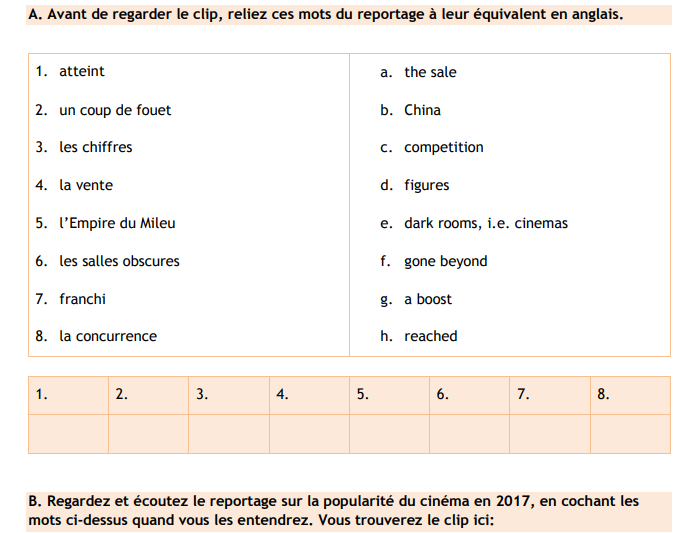 A. Avant de regarder le clip, reliez ces mots du reportage à leur équivalent en anglais.
1. atteint
2. un coup de fouet
3. les chiffres
4. la vente
5. l’Empire du Mileu
6. les salles obscures
7. franchi
8. la concurrence
a. the sale
b. China
c. competition
d. figures
e. dark rooms, i.e. cinemas
f. gone beyond
g. a boost
h. reached
1. 2. 3. 4. 5. 6. 7. 8.
B. Regardez et écoutez le reportage sur la popularité du cinéma en 2017, en cochant les
mots ci-dessus quand vous les entendrez. Vous trouverez le clip ici: